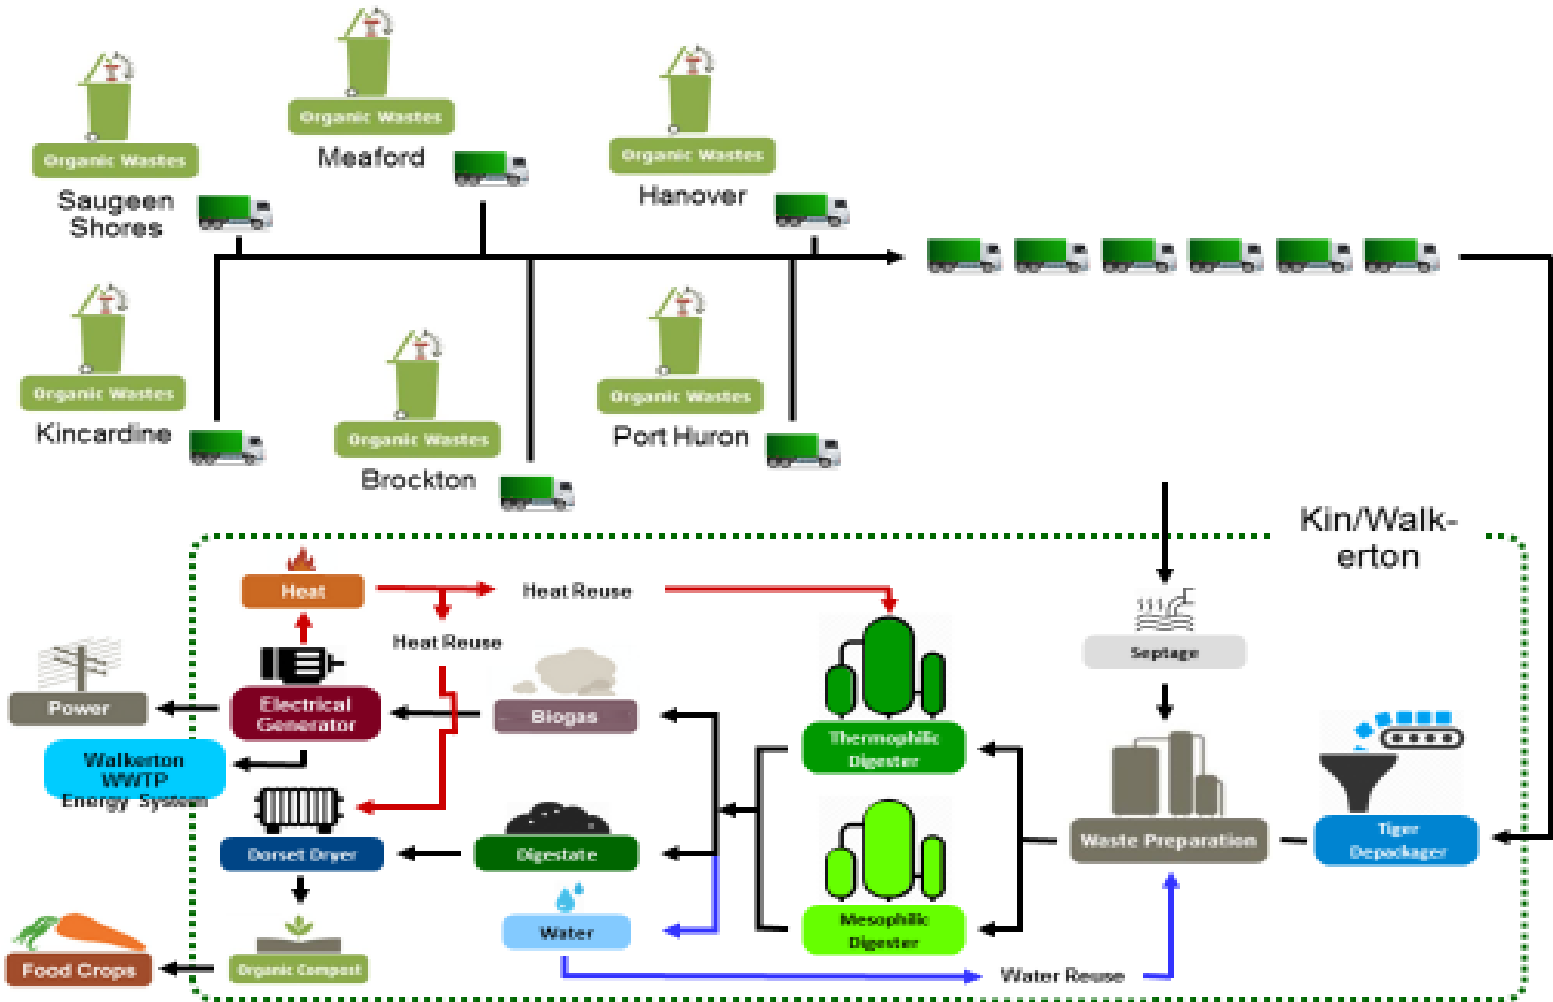 Organic Wastes
Meaford
Organic Wastes
Saugeen
Shores
Organic Wastes
Hanover
Organic Wastes
Kincardine
Organic Wastes
Brockton
Organic Wastes
Port Huron
Kin/Walk-
erton
Heat
Heat Reuse
Heat Reuse
Septage
Power
Electrical
Generator
Biogas
Thermophilic
Digester
Walkerton
WWTP
Energy System
Waste Preparation
Tiger
Depackager
Dorset Dryer
Digestate
Water
Mesophilic
Digester
Food Crops
Organic Compost
Water Reuse